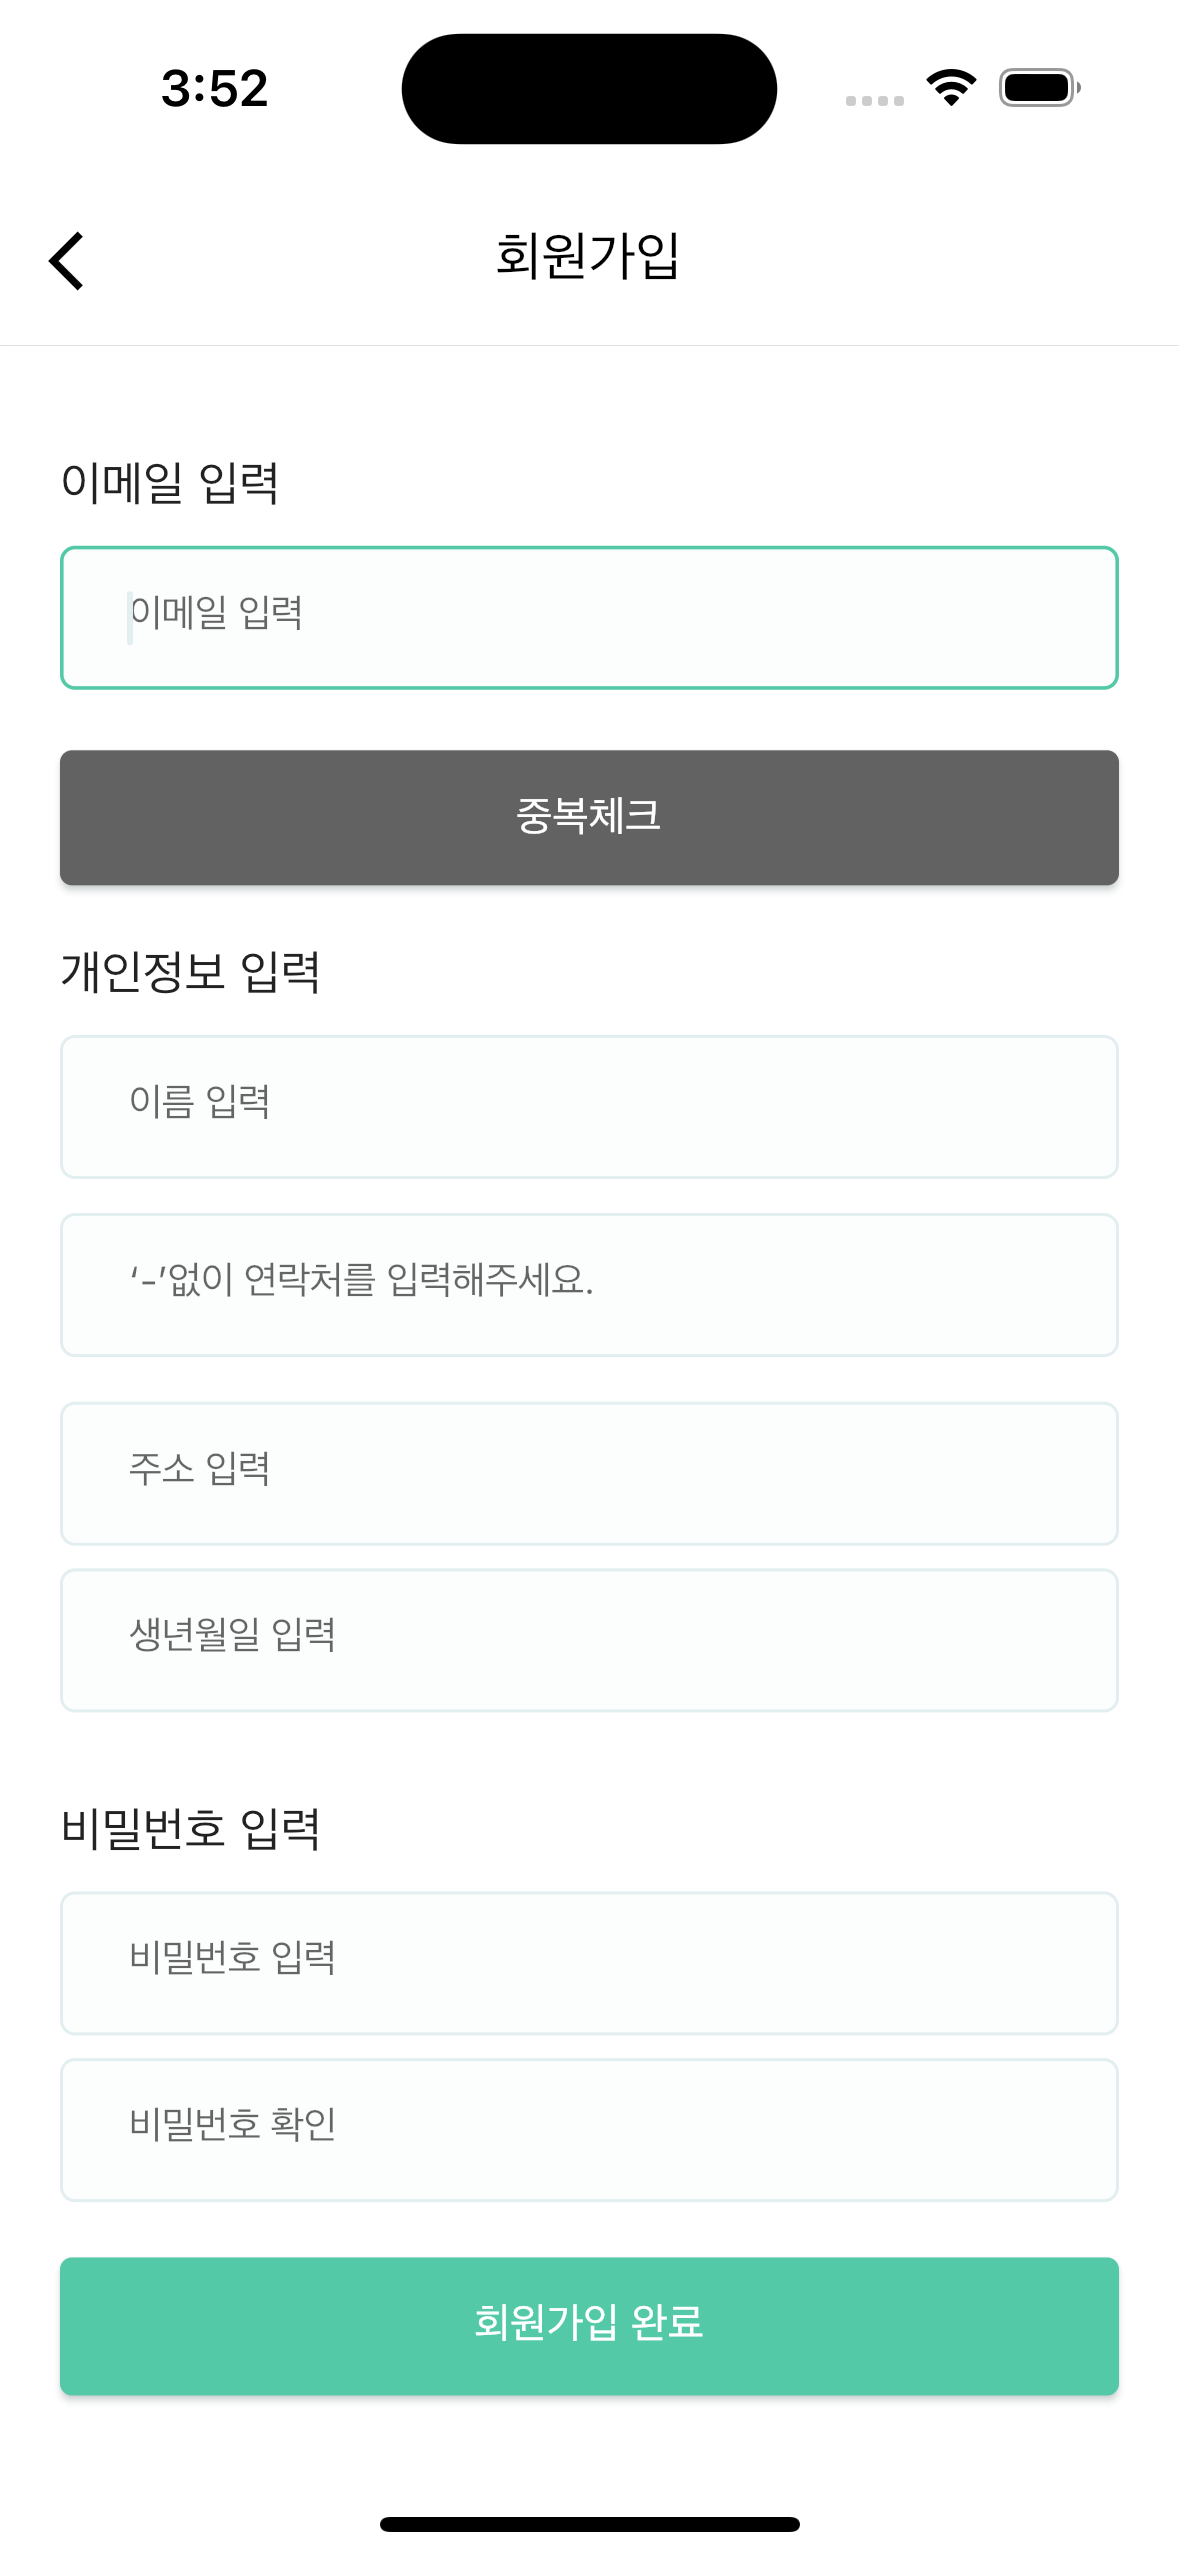 3:52
회원가입
이메일 입력
이메일 입력
중복체크
개인정보 입력
이름 입력
‘-’없이 연락처를 입력해주세요.
주소 입력
생년월일 입력
비밀번호 입력
비밀번호 입력
비밀번호 확인
회원가입 완료